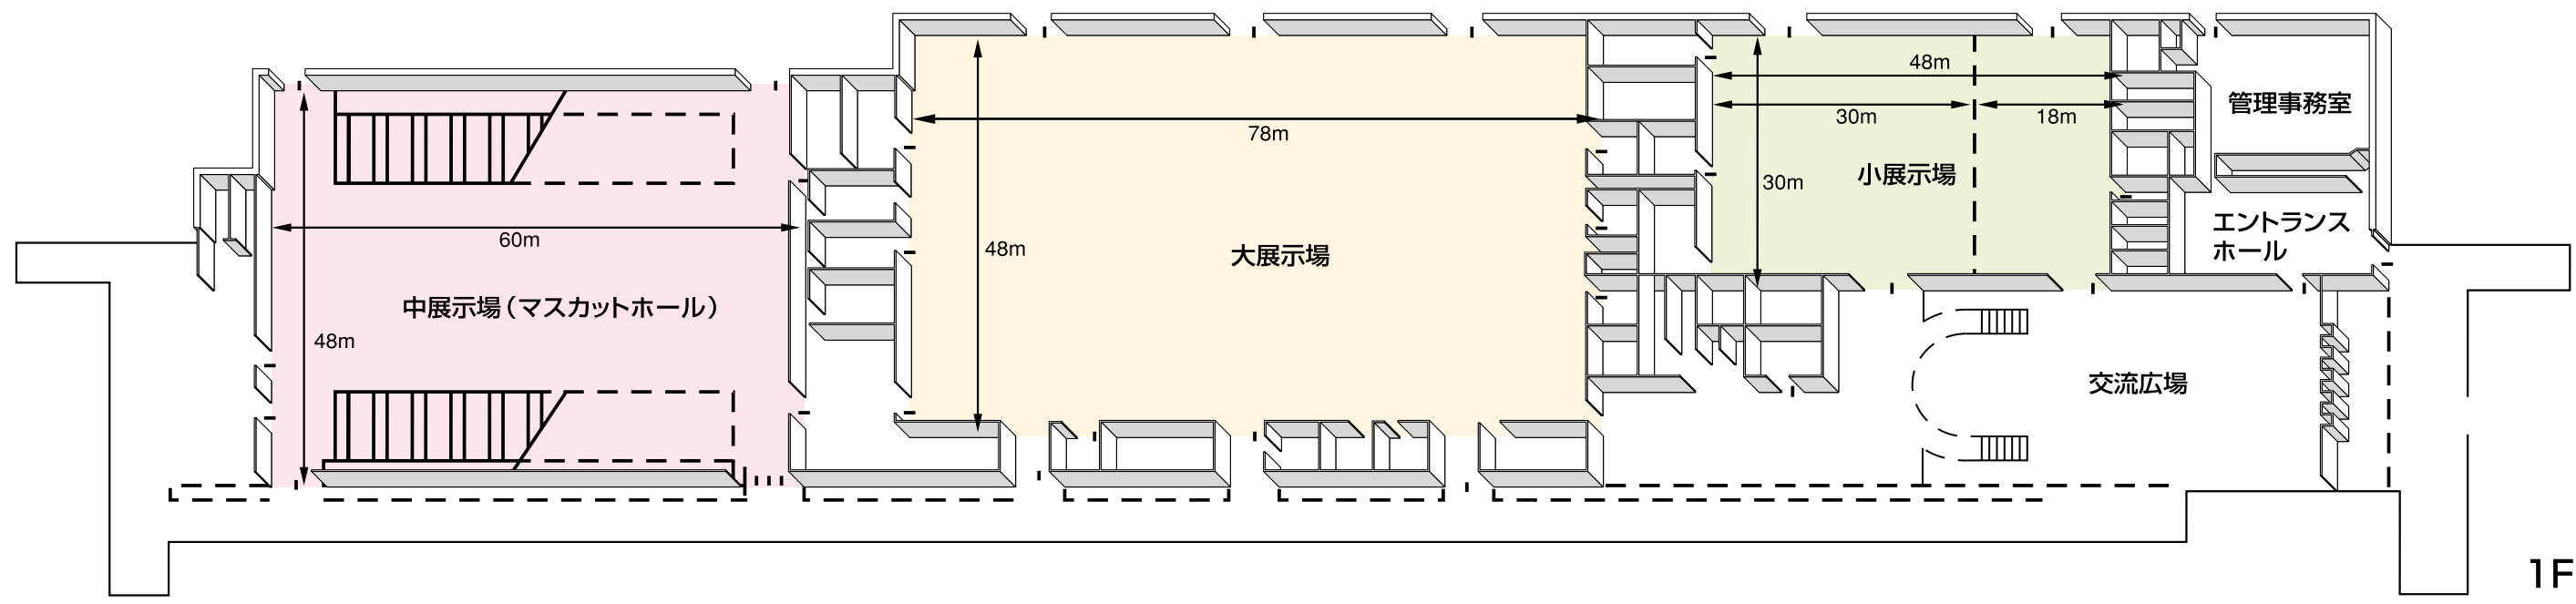 60m
48m
中展示場（マスカットホール）
78m
48m
大展示場
48m
30m
18m
30m
小展示場
管理事務室
エントランス
ホール
交流広場
1F